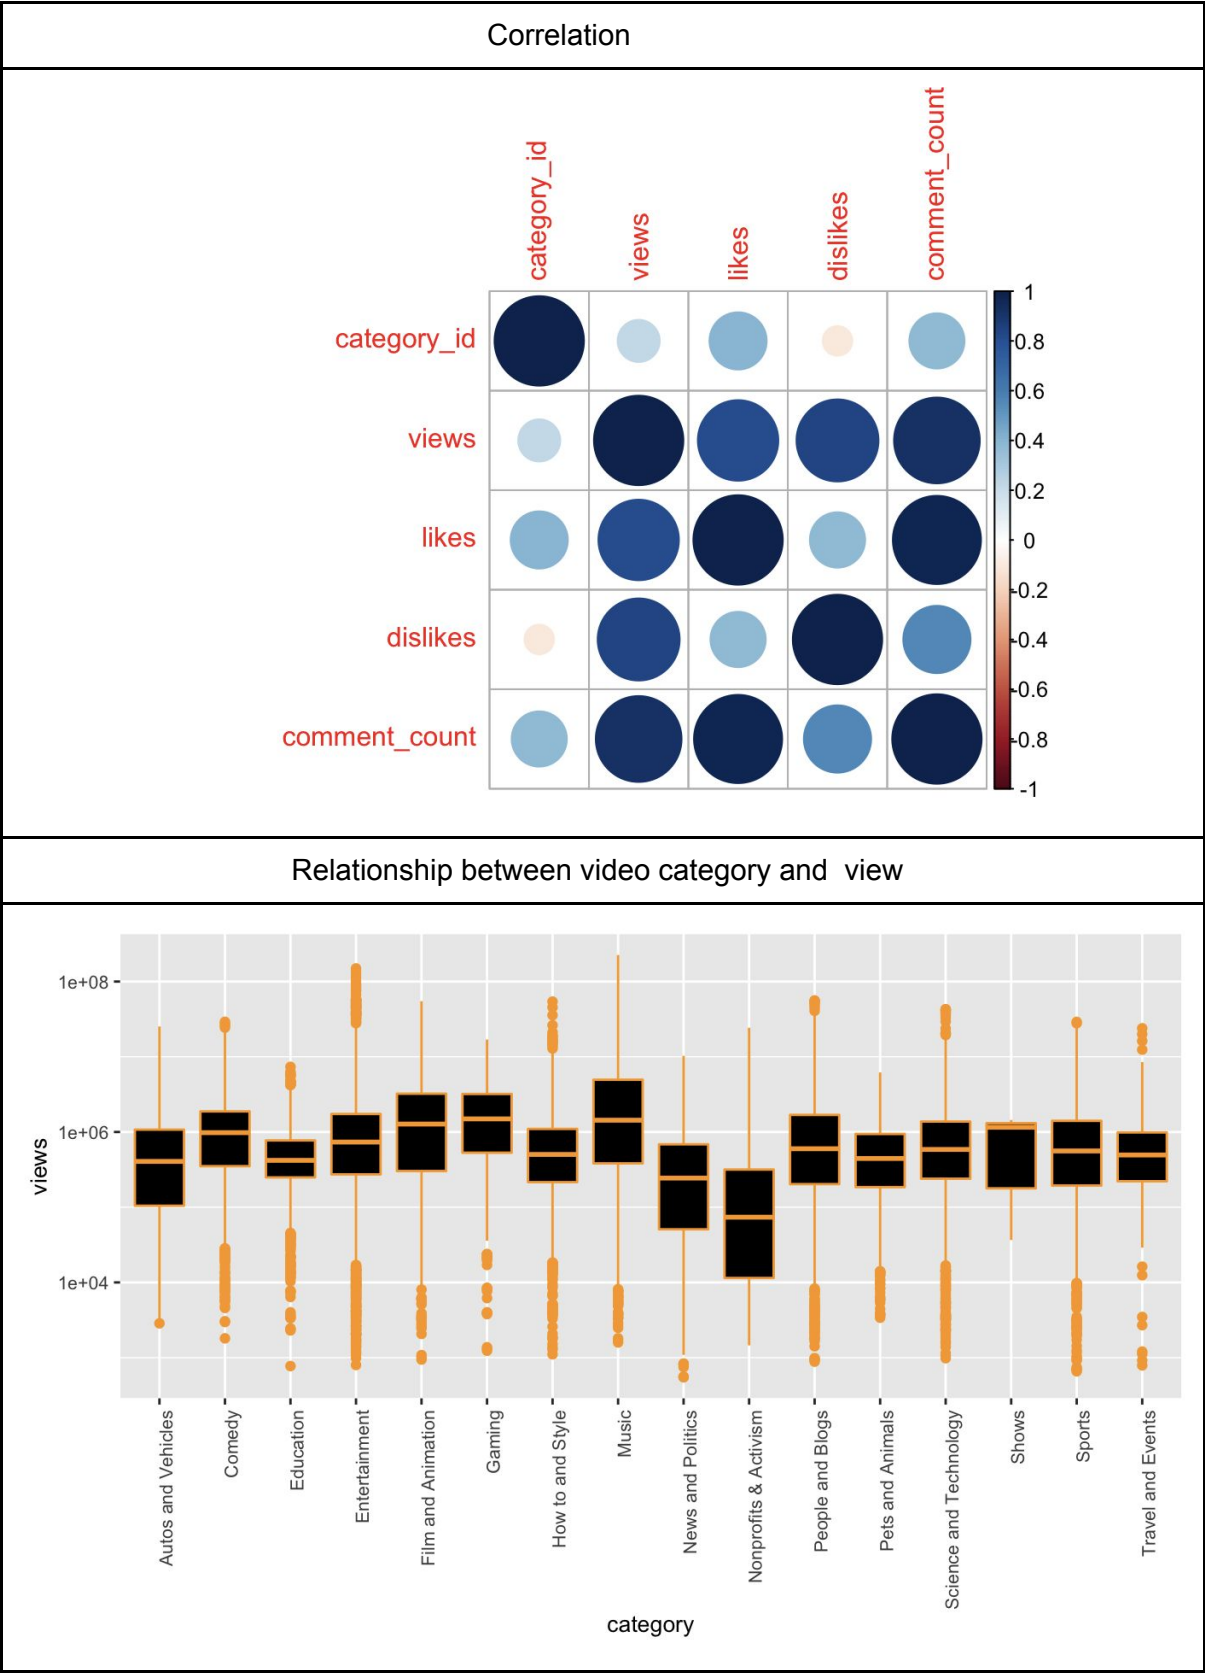 Correlation
category_id
views
likes
dislikes
comment_count
category_id
views
likes
dislikes
comment_count
1
0.8
0.6
0.4
0.2
0
-0.2
-0.4
-0.6
-0.8
-1
Relationship between video category and  view
views
1e+08
1e+06
1e+04
Autos and Vehicles
Comedy
Education
Entertainment
Film and Animation
Gaming
How to and Style
Music
News and Politics
Nonprofits & Activism
People and Blogs
Pets and Animals
Science and Technology
Shows
Sports
Travel and Events
category